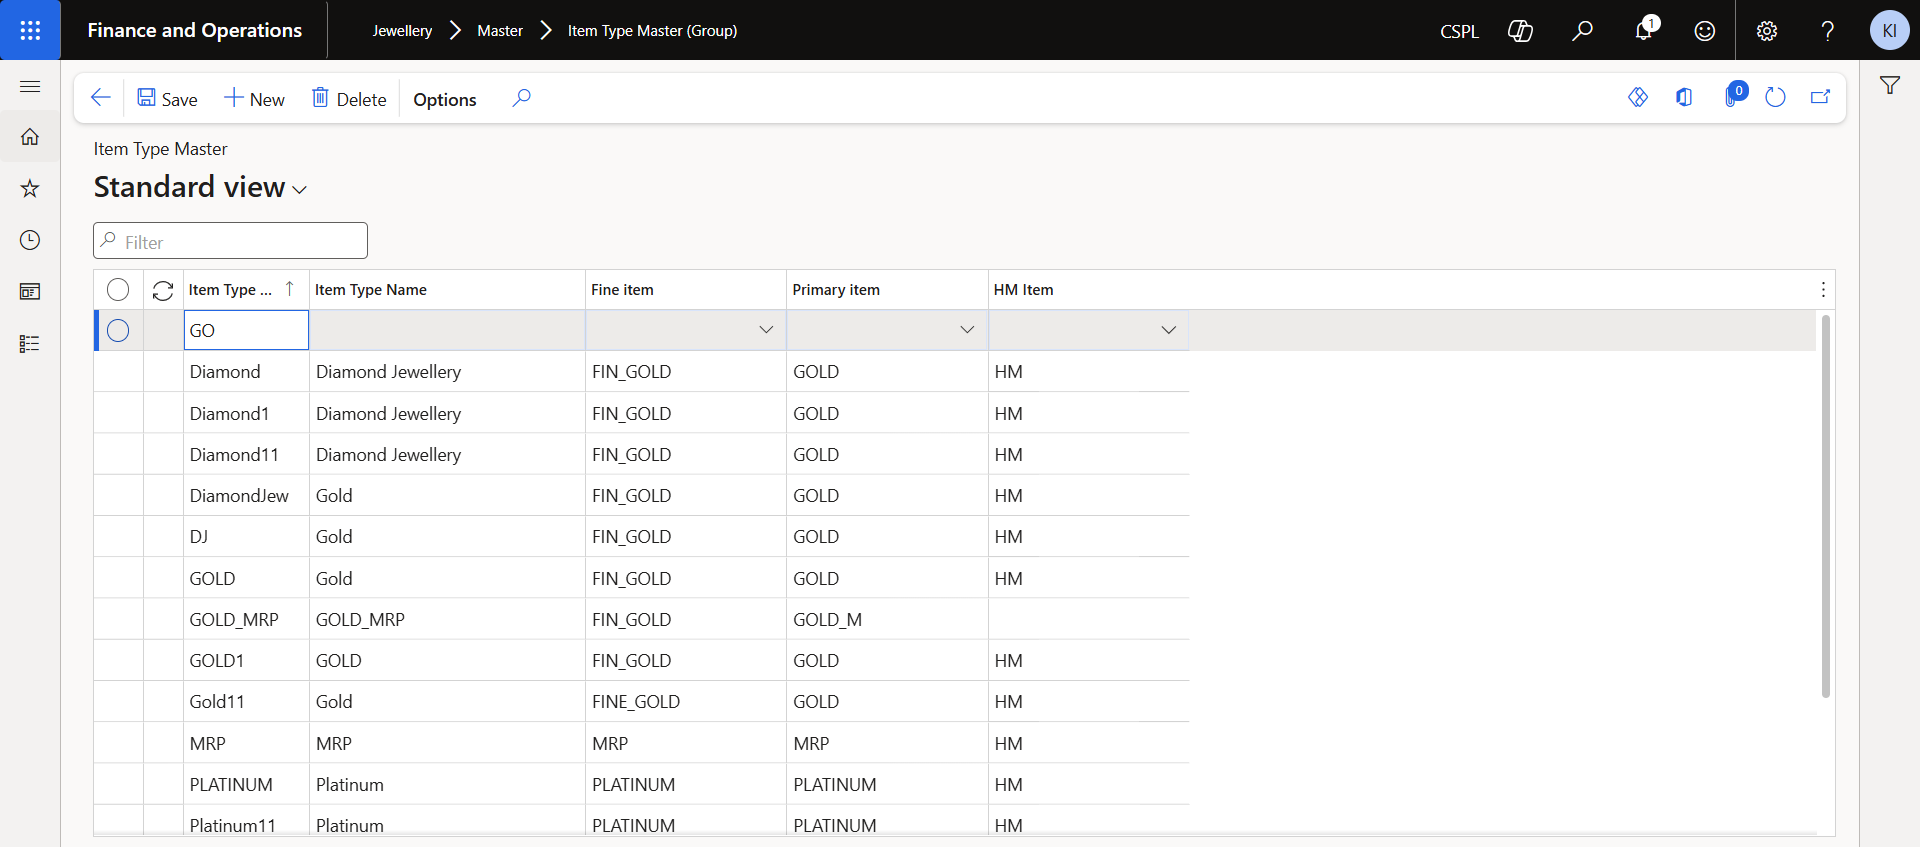 Finance and Operations
Jewellery Master Item Type Master (Group)
CSPL
1
KI
Save New Delete Options
0
Item Type Master
Standard view
Filter
Item Type ... Item Type Name Fine item Primary item HM Item
GO
Diamond Diamond Jewellery FIN_GOLD GOLD HM
Diamond1 Diamond Jewellery FIN_GOLD GOLD HM
Diamond11 Diamond Jewellery FIN_GOLD GOLD HM
DiamondJew Gold FIN_GOLD GOLD HM
DJ Gold FIN_GOLD GOLD HM
GOLD Gold FIN_GOLD GOLD HM
GOLD_MRP GOLD_MRP FIN_GOLD GOLD_M
GOLD1 GOLD FIN_GOLD GOLD HM
Gold11 Gold FINE_GOLD GOLD HM
MRP MRP MRP MRP HM
PLATINUM Platinum PLATINUM PLATINUM HM
Platinum11 Platinum PLATINUM PLATINUM HM